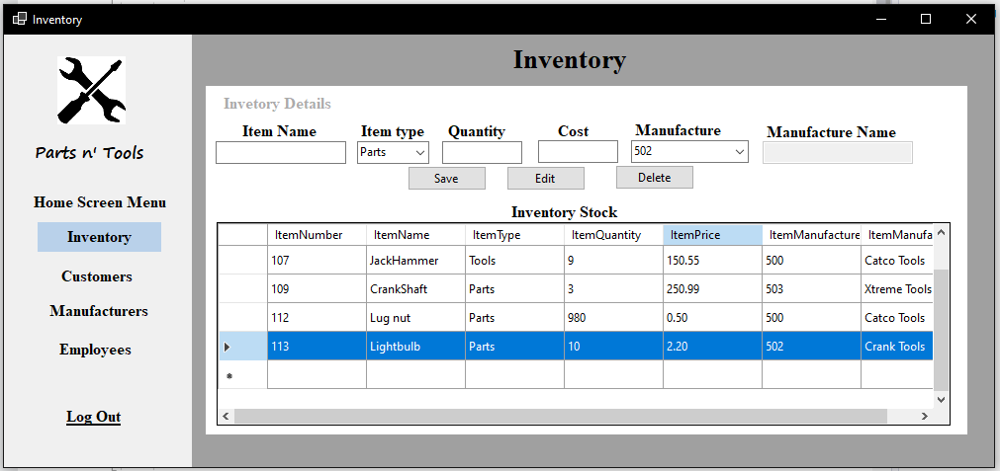 Inventory
Inventory
Parts n' Tools
Home Screen Menu
Inventory
Customers
Manufacturers
Employees
Log Out
Invetory Details
Item Name Item type Quantity Cost Manufacture Manufacture Name
Parts 502
Save Edit Delete
Inventory Stock
ItemNumber ItemName ItemType ItemQuantity ItemPrice ItemManufacture ItemManufa
107 JackHammer Tools 9 150.55 500 Catco Tools
109 CrankShaft Parts 3 250.99 503 Xtreme Tools
112 Lug nut Parts 980 0.50 500 Catco Tools
113 Lightbulb Parts 10 2.20 502 Crank Tools